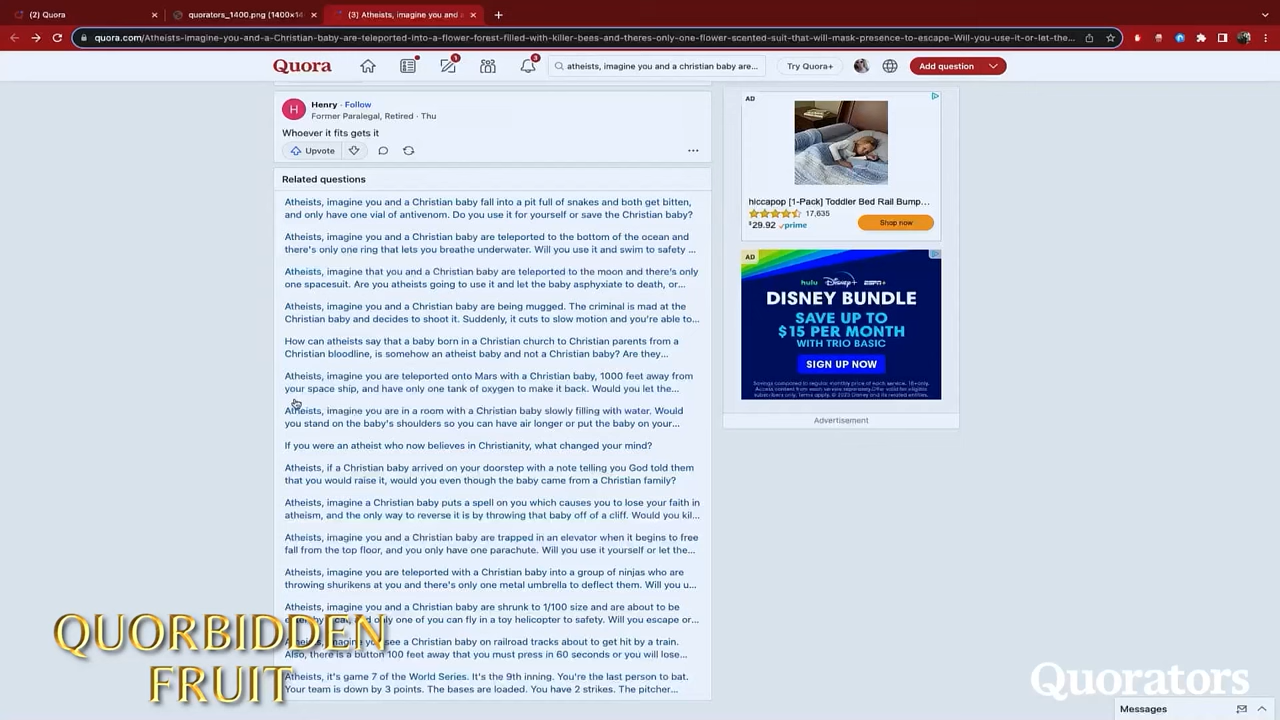 (2) Quora
quorators_1400.png (1400×14
(3) Atheists, imagine you and a
quora.com/Atheists-imagine-you-and-a-Christian-baby-are-teleported-into-a-flower-forest-filled-with-killer-bees-and-theres-only-one-flower-scented-suit-that-will-mask-presence-to-escape-Will-you-use-it-or-let-the...
Quora
1
3
atheists, imagine you and a christian baby are...
Try Quora+
Add question
H
Henry · Follow
Former Paralegal, Retired · Thu
Whoever it fits gets it
Upvote
Related questions
Atheists, imagine you and a Christian baby fall into a pit full of snakes and both get bitten,
and only have one vial of antivenom. Do you use it for yourself or save the Christian baby?
Atheists, imagine you and a Christian baby are teleported to the bottom of the ocean and
there's only one ring that lets you breathe underwater. Will you use it and swim to safety ...
Atheists, imagine that you and a Christian baby are teleported to the moon and there's only
one spacesuit. Are you atheists going to use it and let the baby asphyxiate to death, or...
Atheists, imagine you and a Christian baby are being mugged. The criminal is mad at the
Christian baby and decides to shoot it. Suddenly, it cuts to slow motion and you're able to...
How can atheists say that a baby born in a Christian church to Christian parents from a
Christian bloodline, is somehow an atheist baby and not a Christian baby? Are they...
Atheists, imagine you are teleported onto Mars with a Christian baby, 1000 feet away from
your space ship, and have only one tank of oxygen to make it back. Would you let the...
Atheists, imagine you are in a room with a Christian baby slowly filling with water. Would
you stand on the baby's shoulders so you can have air longer or put the baby on your...
If you were an atheist who now believes in Christianity, what changed your mind?
Atheists, if a Christian baby arrived on your doorstep with a note telling you God told them
that you would raise it, would you even though the baby came from a Christian family?
Atheists, imagine a Christian baby puts a spell on you which causes you to lose your faith in
atheism, and the only way to reverse it is by throwing that baby off of a cliff. Would you kil...
Atheists, imagine you and a Christian baby are trapped in an elevator when it begins to free
fall from the top floor, and you only have one parachute. Will you use it yourself or let the...
Atheists, imagine you are teleported with a Christian baby into a group of ninjas who are
throwing shurikens at you and there's only one metal umbrella to deflect them. Will you u...
Atheists, imagine you and a Christian baby are shrunk to 1/100 size and are about to be
only one of you can fly in a toy helicopter to safety. Will you escape or
see a Christian baby on railroad tracks about to get hit by a train.
Also, there is a button 100 feet away that you must press in 60 seconds or you will lose...
Atheists, it's game 7 of the World Series. It's the 9th inning. You're the last person to bat.
Your team is down by 3 points. The bases are loaded. You have 2 strikes. The pitcher...
AD
hiccapop [1-Pack] Toddler Bed Rail Bump...
17,635
$29.92 prime
Shop now
AD
hulu Disney+ ESPN+
DISNEY BUNDLE
SAVE UP TO
$15 PER MONTH
WITH TRIO BASIC
SIGN UP NOW
Advertisement
QUORBIDDEN
FRUIT
Quorators
Messages